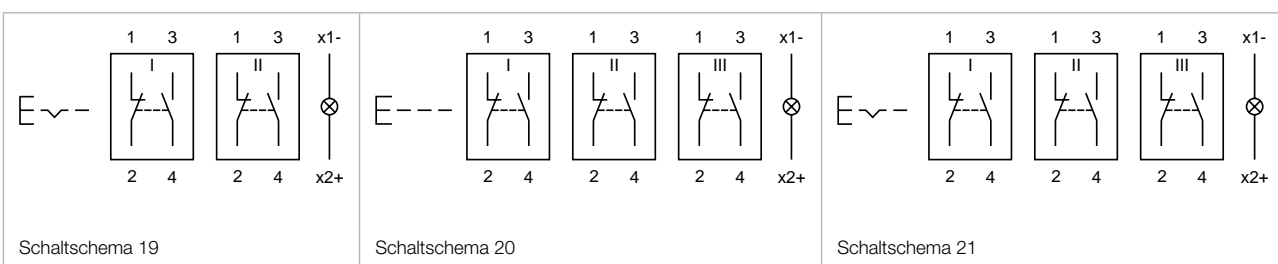 1 3 1 3 x1-
I II
2 4 2 4 x2+
Schaltschema 19
1 3 1 3 1 3 x1-
I II III
2 4 2 4 2 4 x2+
Schaltschema 20
1 3 1 3 1 3 x1-
I II III
2 4 2 4 2 4 x2+
Schaltschema 21